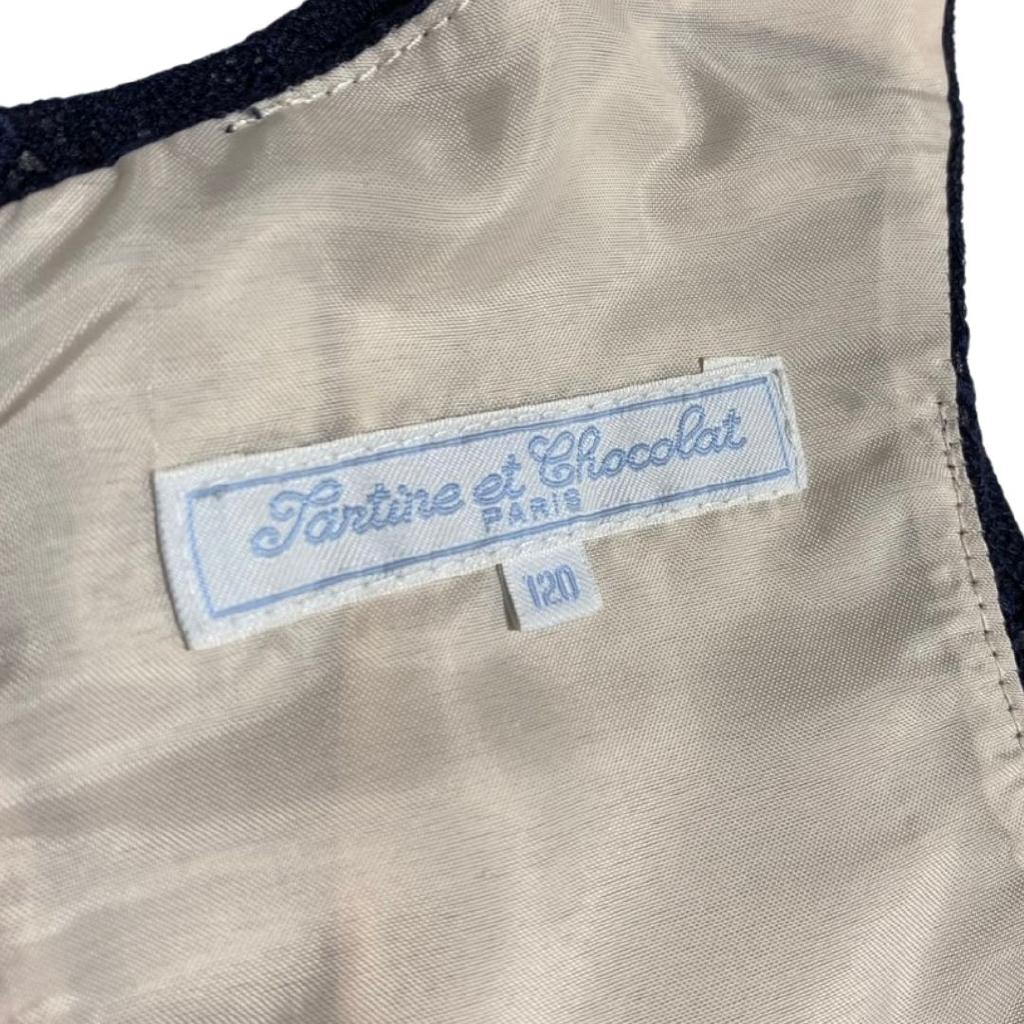 Tartine et Chocolat
PARIS
120